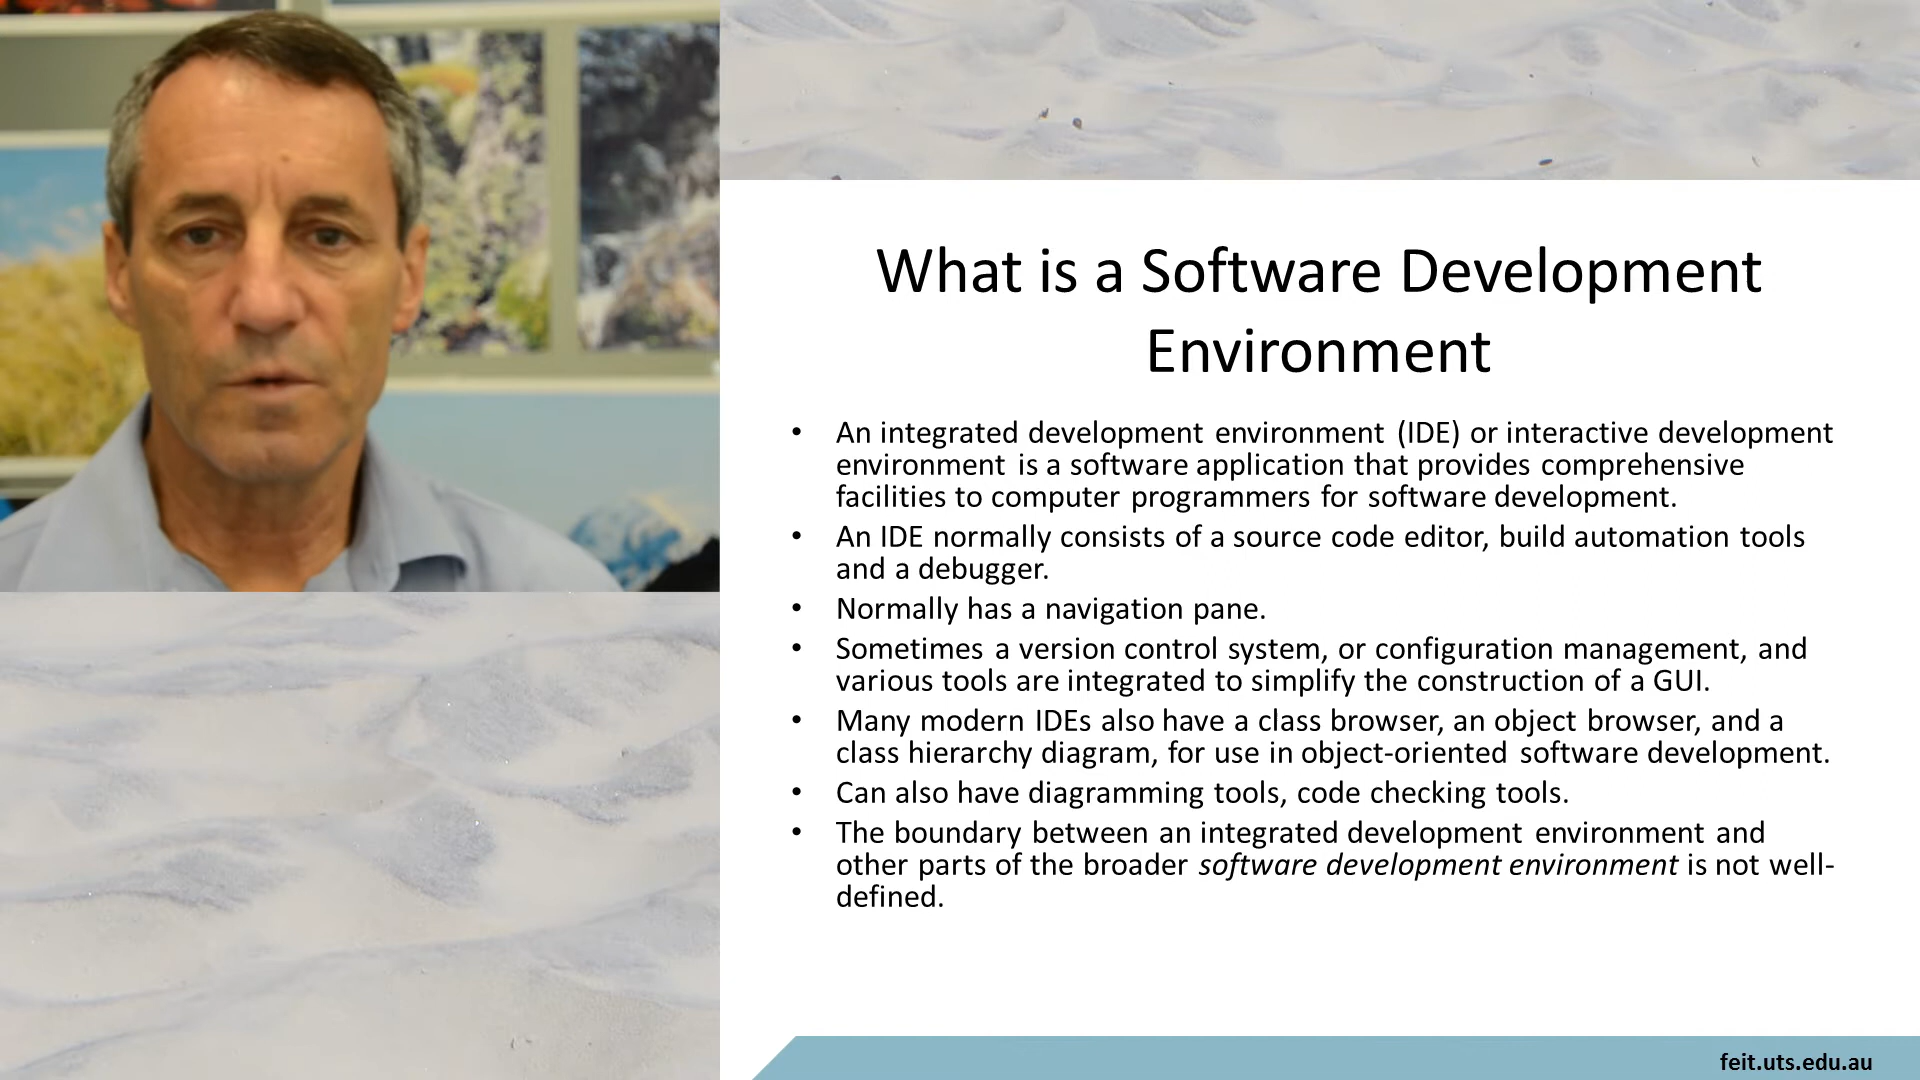 What is a Software Development
Environment
• An integrated development environment (IDE) or interactive development
environment is a software application that provides comprehensive
facilities to computer programmers for software development.
• An IDE normally consists of a source code editor, build automation tools
and a debugger.
• Normally has a navigation pane.
• Sometimes a version control system, or configuration management, and
various tools are integrated to simplify the construction of a GUI.
• Many modern IDEs also have a class browser, an object browser, and a
class hierarchy diagram, for use in object-oriented software development.
• Can also have diagramming tools, code checking tools.
• The boundary between an integrated development environment and
other parts of the broader software development environment is not well-
defined.
feit.uts.edu.au